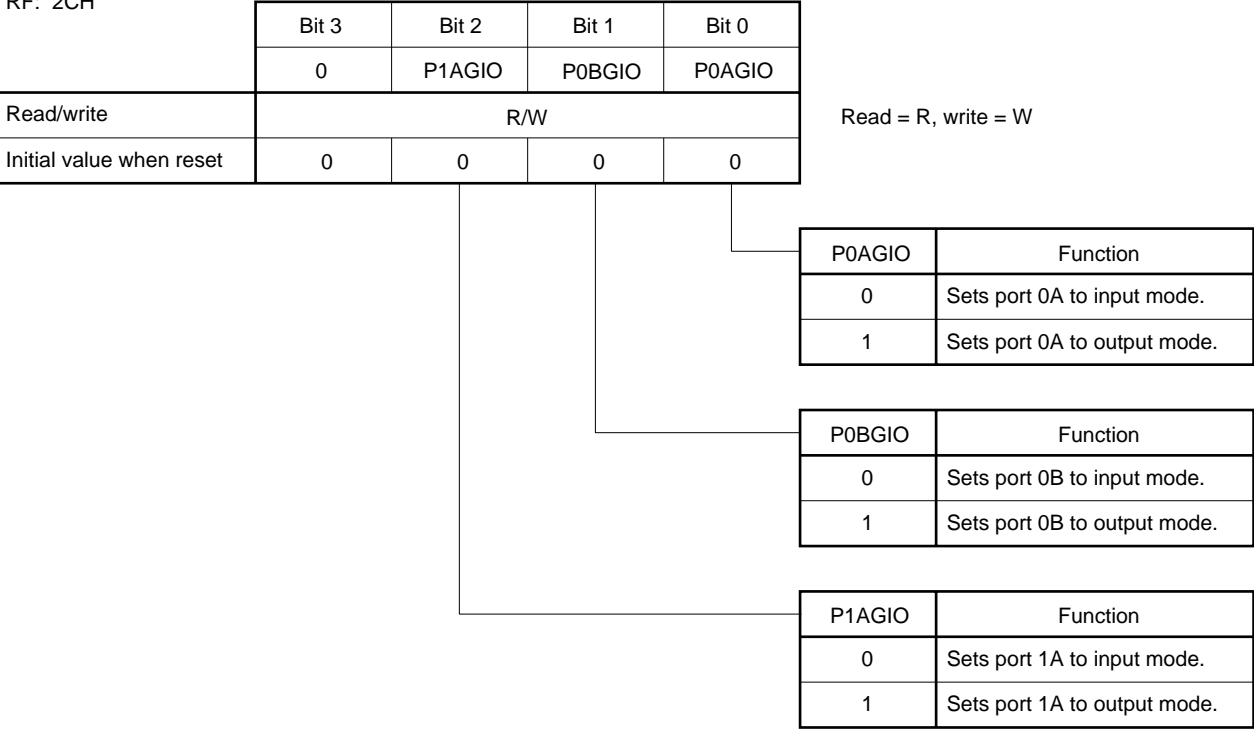 RF: 2CH
Bit 3 Bit 2 Bit 1 Bit 0
0 P1AGIO P0BGIO P0AGIO
Read/write R/W Read = R, write = W
Initial value when reset 0 0 0 0
P0AGIO Function
0 Sets port 0A to input mode.
1 Sets port 0A to output mode.
P0BGIO Function
0 Sets port 0B to input mode.
1 Sets port 0B to output mode.
P1AGIO Function
0 Sets port 1A to input mode.
1 Sets port 1A to output mode.